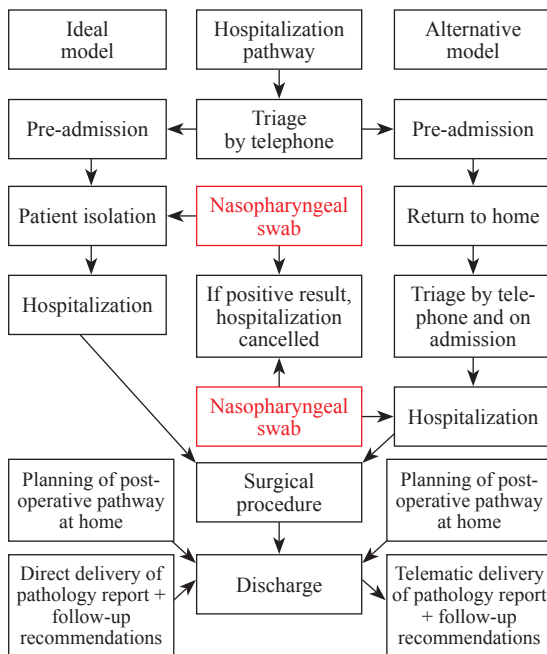 Ideal
model
Hospitalization
pathway
Alternative
model
Pre-admission
Triage
by telephone
Pre-admission
Patient isolation
Nasopharyngeal
swab
Return to home
Hospitalization
If positive result,
hospitalization
cancelled
Triage by tele-
phone and on
admission
Nasopharyngeal
swab
Hospitalization
Planning of post-
operative pathway
at home
Surgical
procedure
Planning of post-
operative pathway
at home
Direct delivery of
pathology report +
follow-up
recommendations
Discharge
Telematic delivery
of pathology report
+ follow-up
recommendations